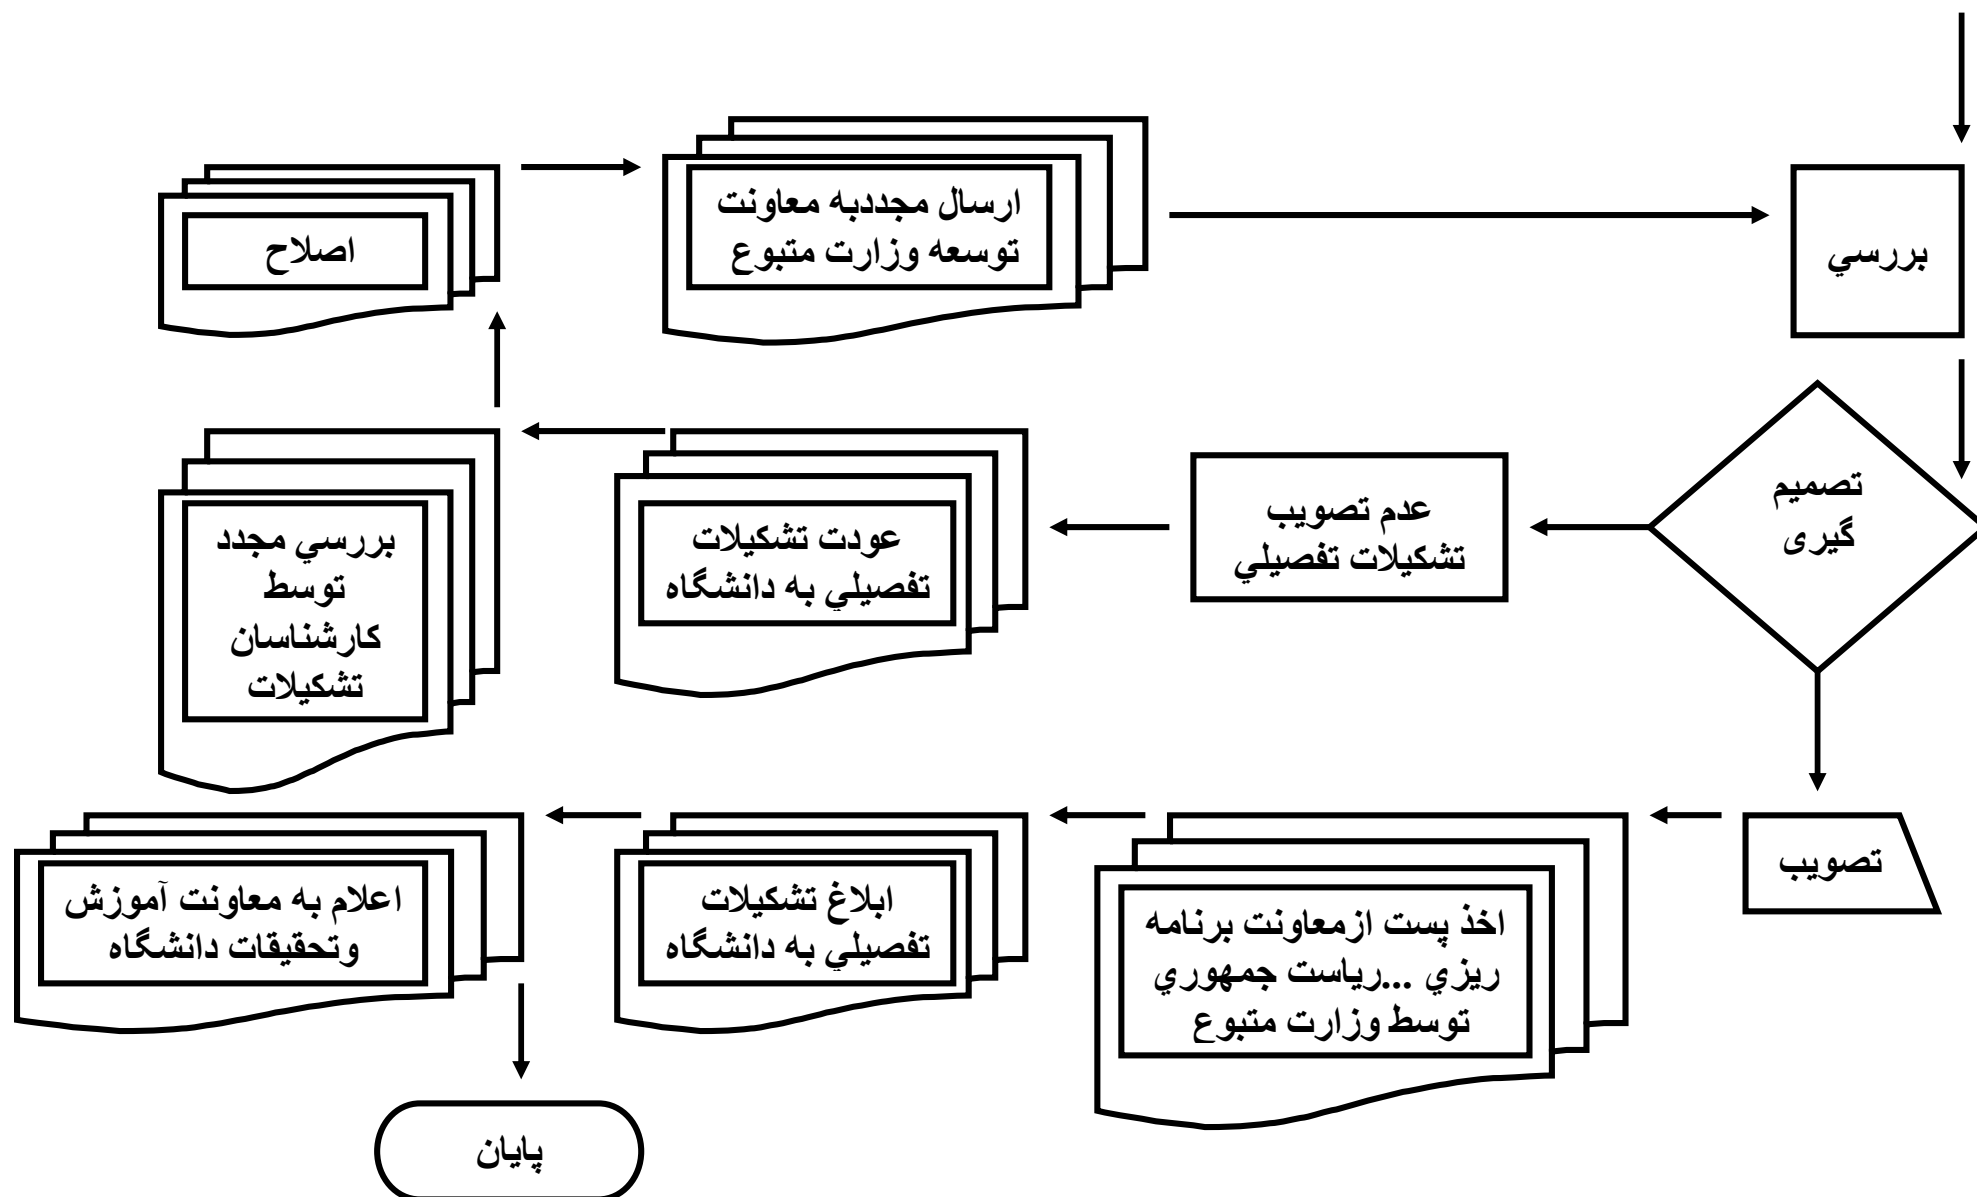 ارسال مجددبه معاونت
توسعه وزارت متبوع
اصلاح
بررسي
تصميم
گيری
عدم تصويب
تشكيلات تفصيلي
عودت تشكيلات
تفصيلي به دانشگاه
بررسي مجدد
توسط
كارشناسان
تشكيلات
تصويب
اخذ پست ازمعاونت برنامه
ريزي ...رياست جمهوري
توسط وزارت متبوع
ابلاغ تشكيلات
تفصيلي به دانشگاه
اعلام به معاونت آموزش
وتحقيقات دانشگاه
پايان